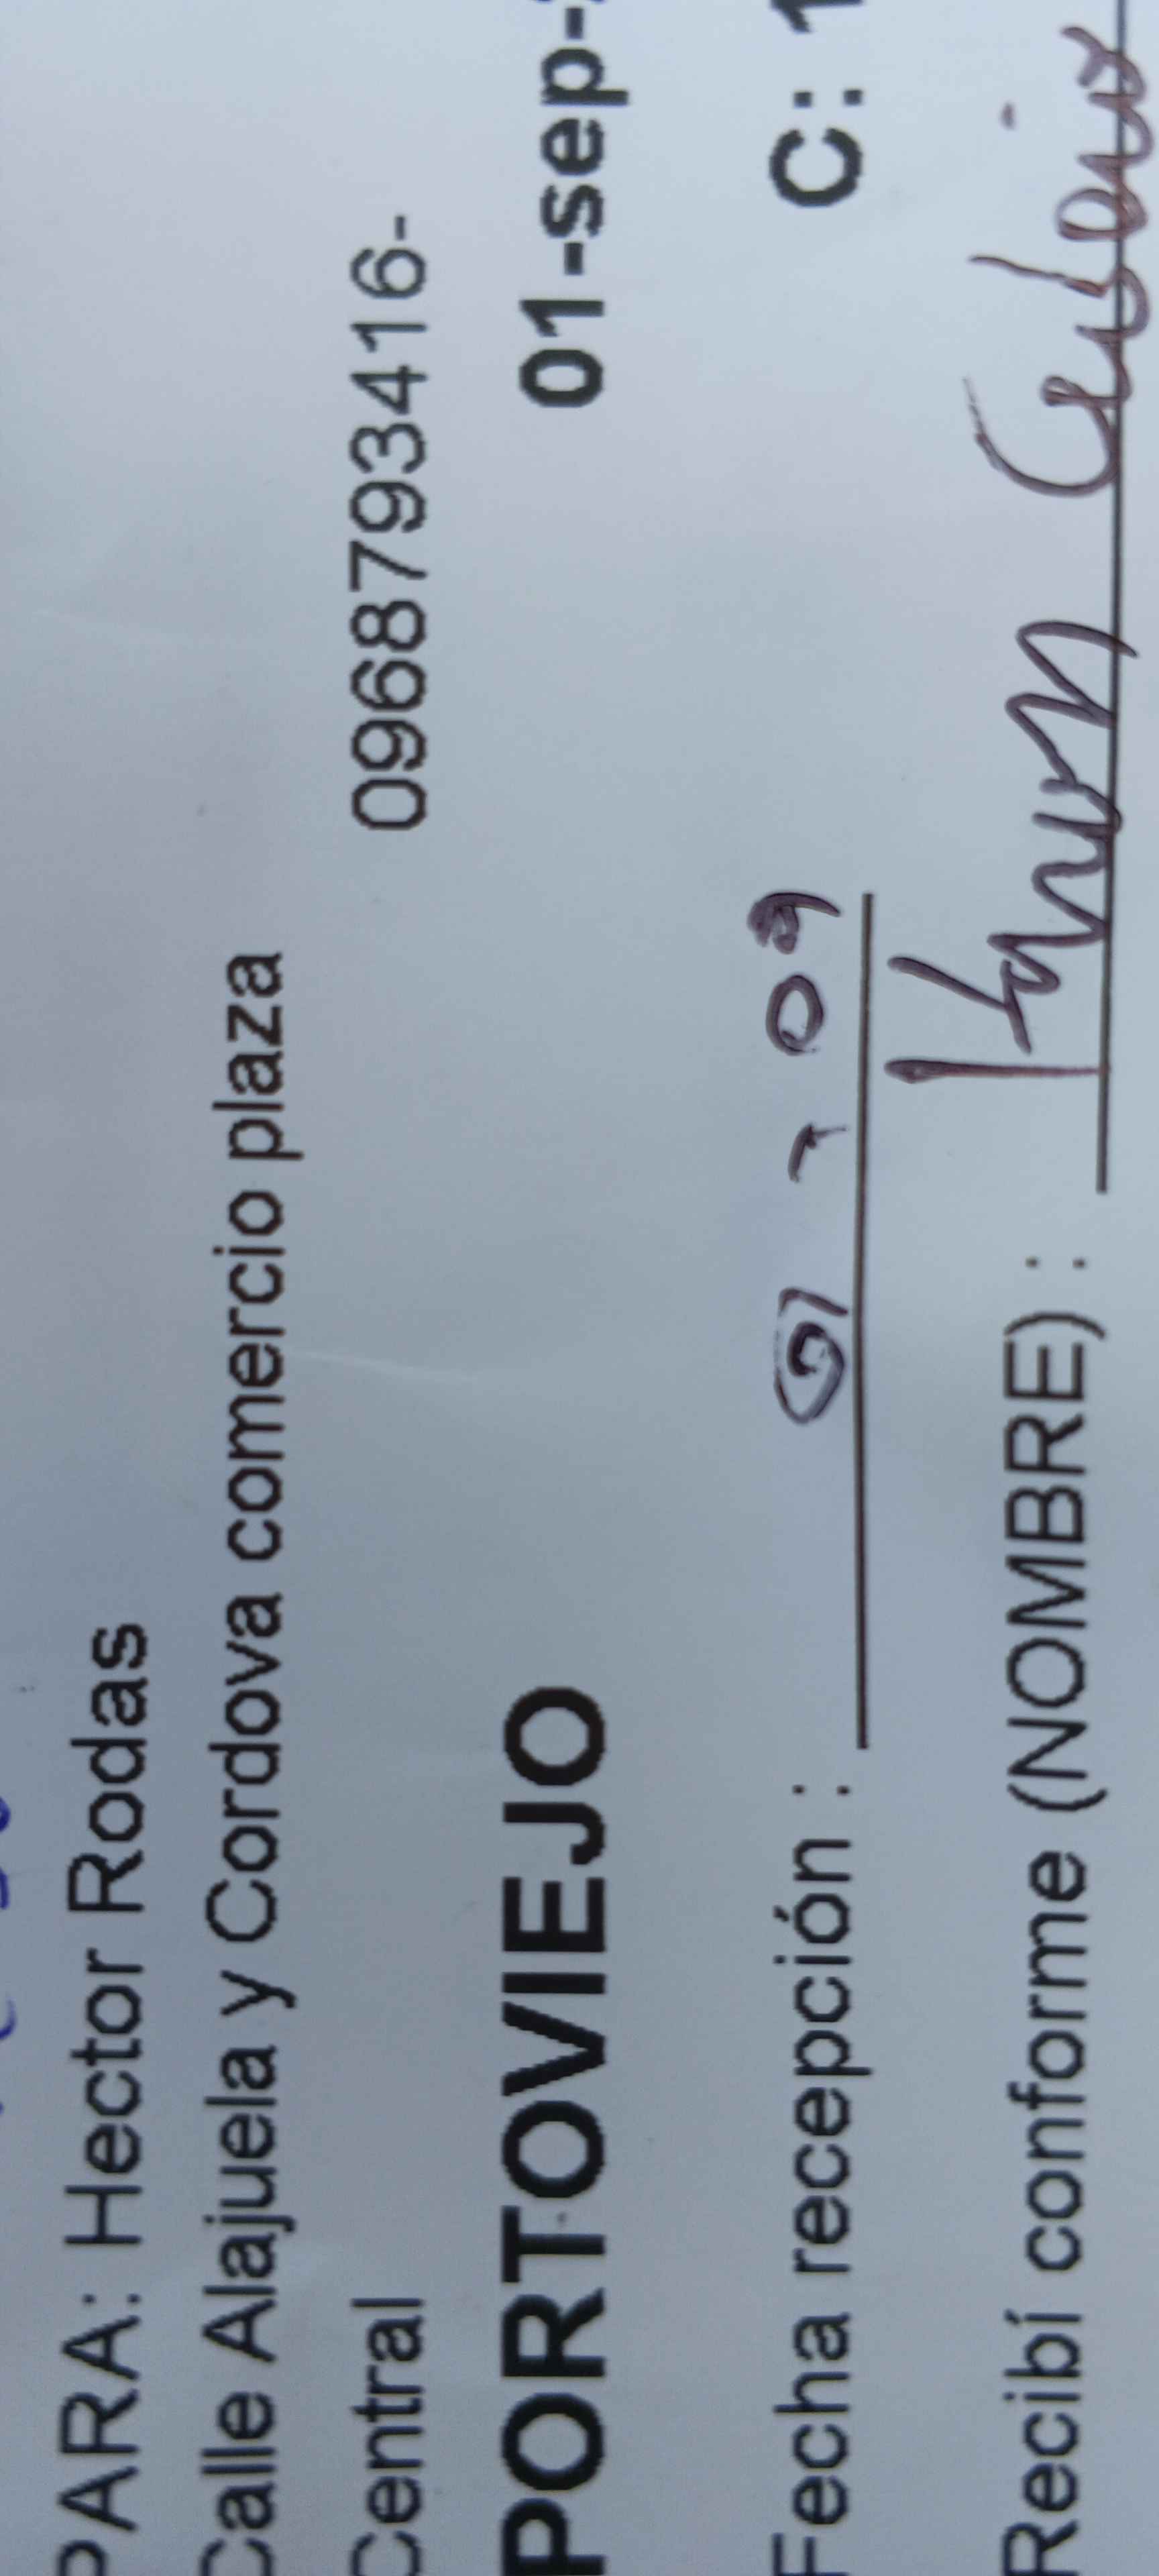 PARA: Hector Rodas
Calle Alajuela y Cordova comercio plaza
Central 0968793416-
PORTOVIEJO 01-sep-
C: 1
Fecha recepción : 09
Recibí conforme (NOMBRE) :